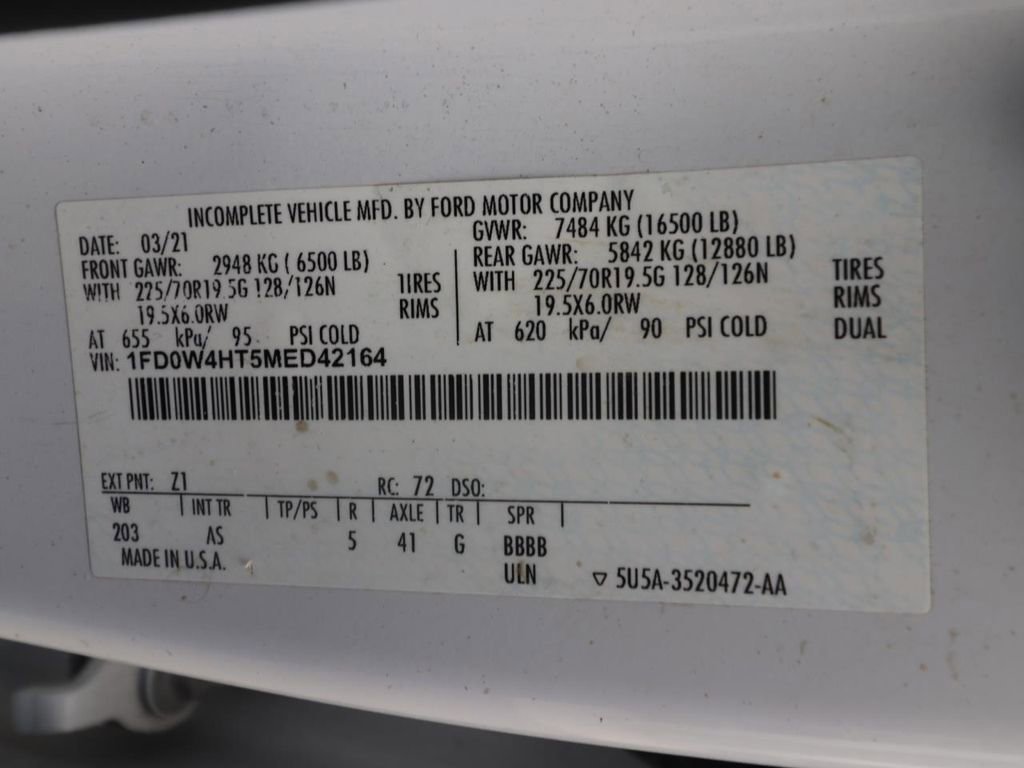 INCOMPLETE VEHICLE MFD. BY FORD MOTOR COMPANY
DATE: 03/21
FRONT GAWR: 2948 KG ( 6500 LB)
WITH 225/70R19.5G 128/126N TIRES
19.5X6.0RW RIMS
AT 655 kPa/ 95 PSI COLD
GVWR: 7484 KG (16500 LB)
REAR GAWR: 5842 KG (12880 LB)
WITH 225/70R19.5G 128/126N TIRES
19.5X6.0RW RIMS
AT 620 kPa/ 90 PSI COLD DUAL
VIN: 1FD0W4HT5MED42164
EXT PNT: Z1 RC: 72 DSO:
WB INT TR TP/PS R AXLE TR SPR
203 AS 5 41 G BBBB
MADE IN U.S.A. ULN ▽ 5U5A-3520472-AA